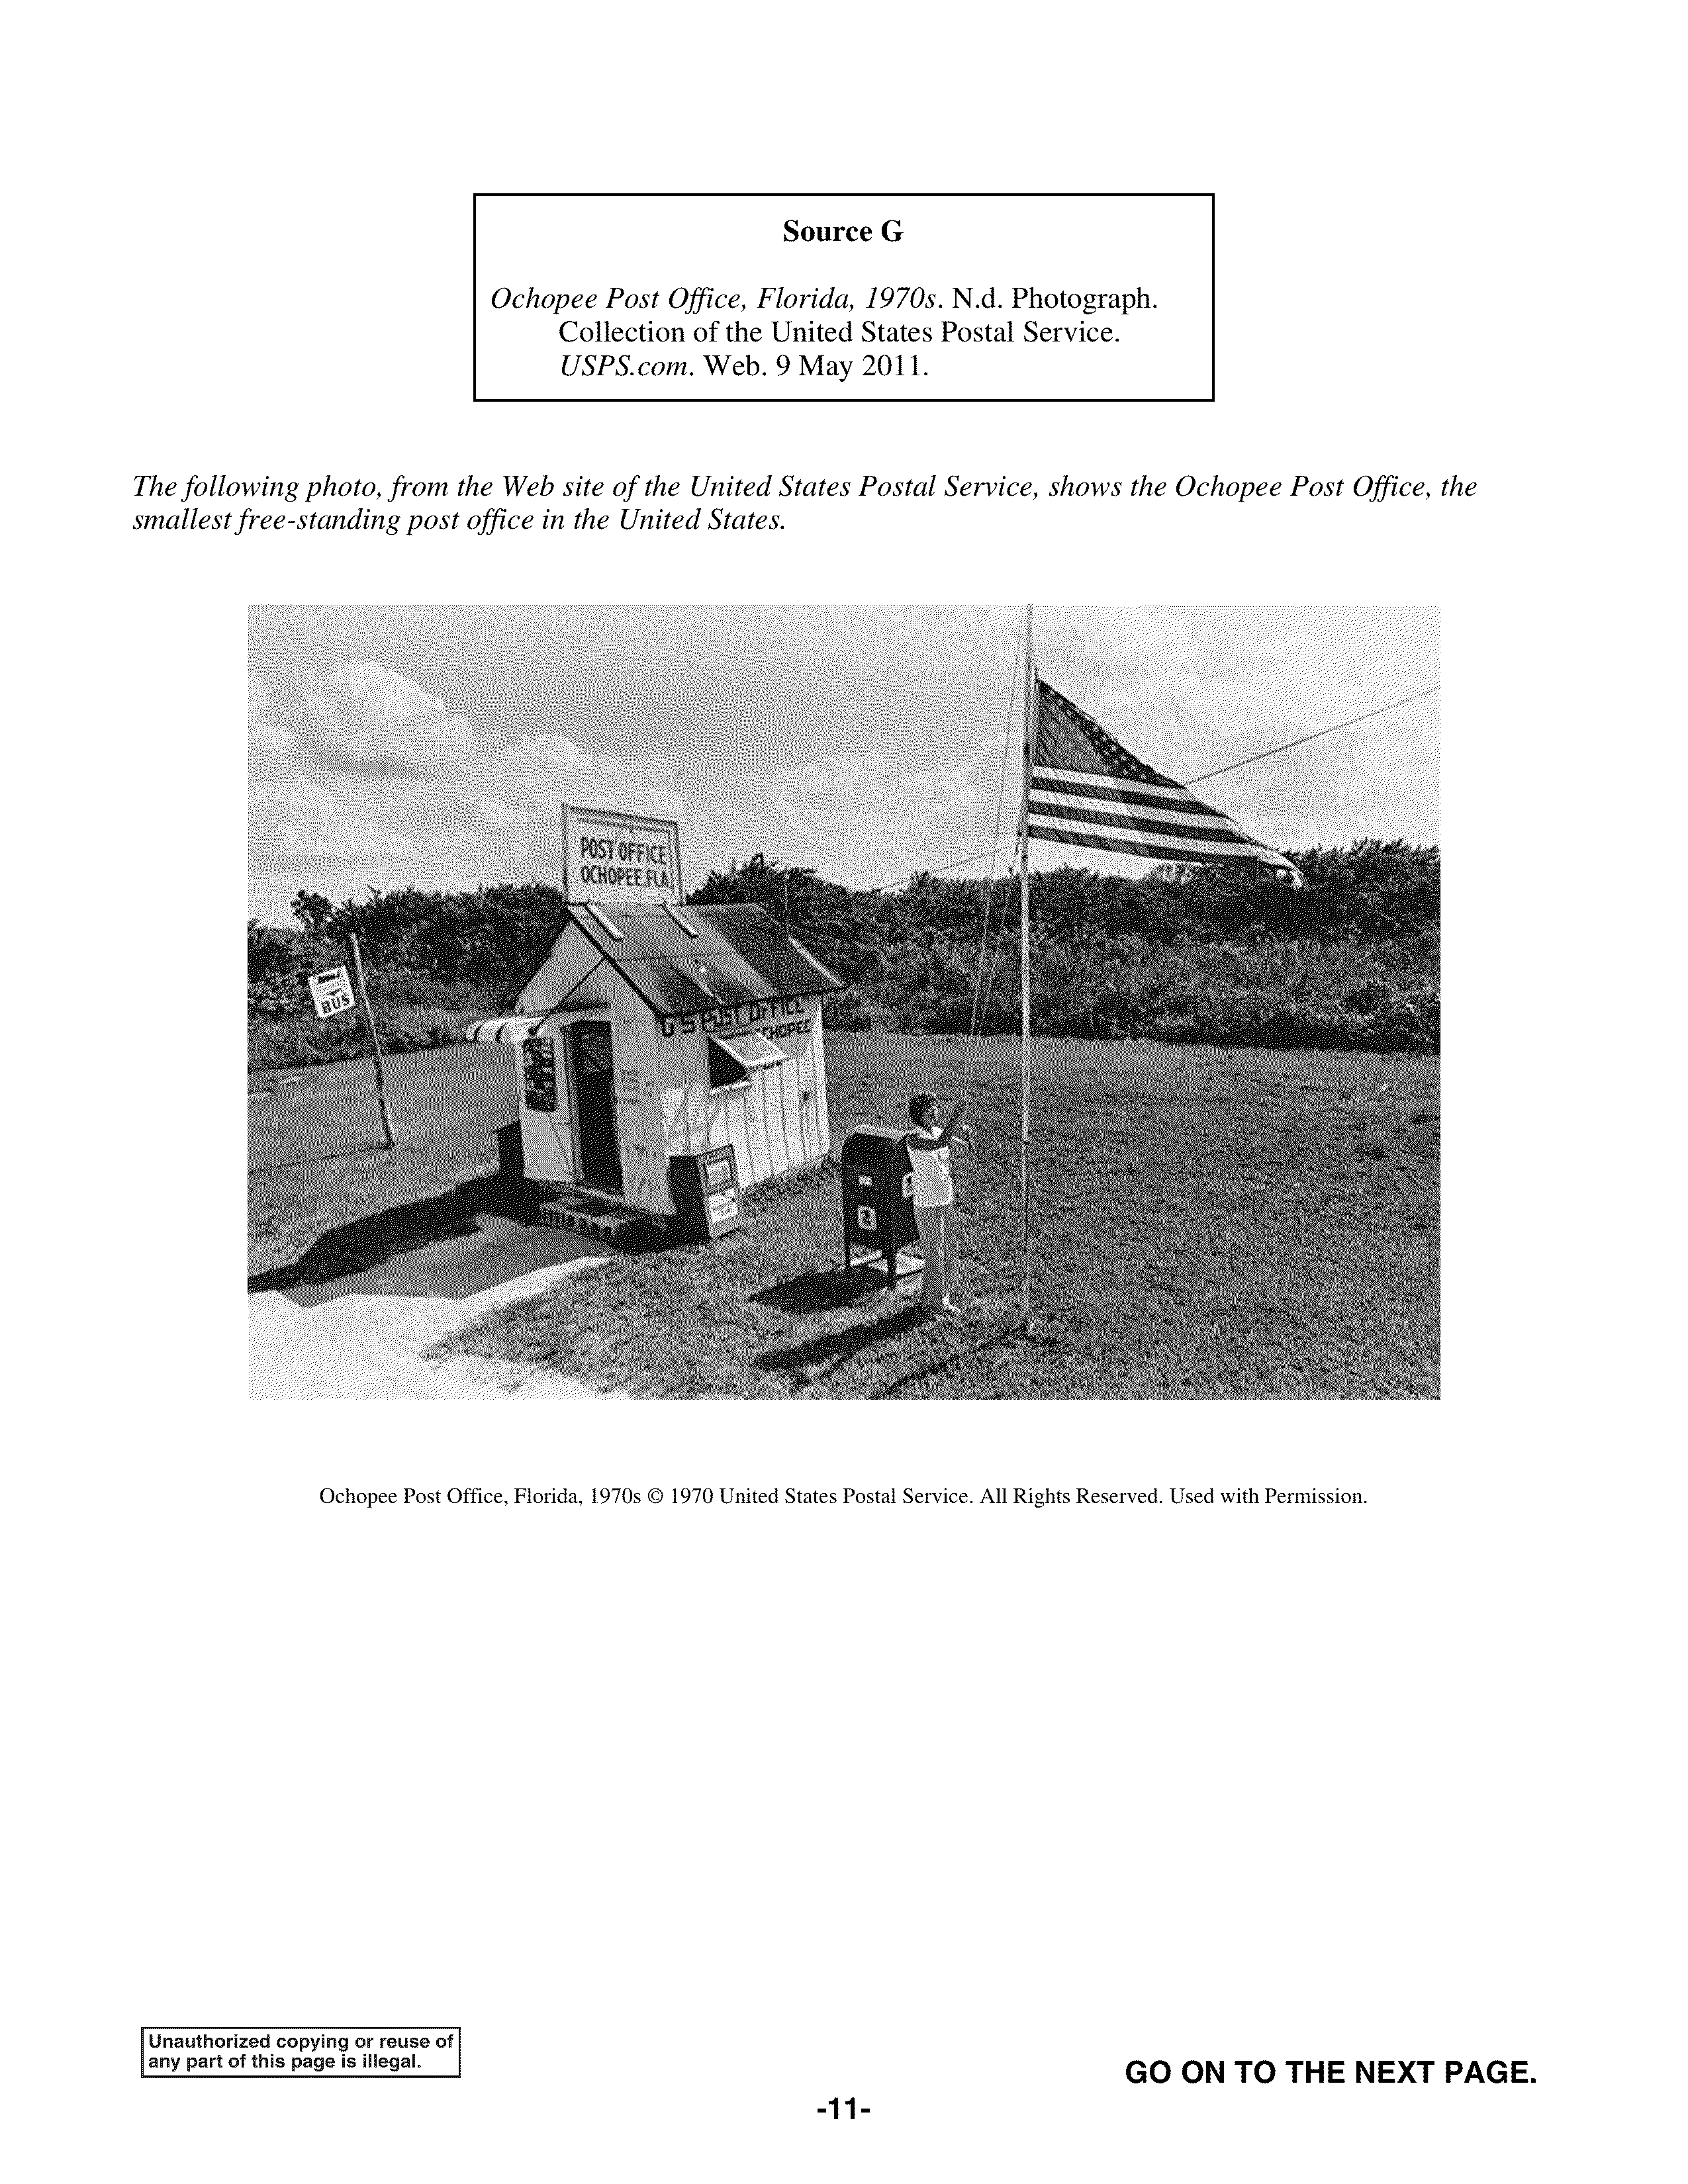 Source G
Ochopee Post Office, Florida, 1970s. N.d. Photograph.
Collection of the United States Postal Service.
USPS.com. Web. 9 May 2011.
The following photo, from the Web site of the United States Postal Service, shows the Ochopee Post Office, the
smallest free-standing post office in the United States.
POST OFFICE
OCHOPEE, FLA.
BUS
U S POST OFFICE
OCHOPEE
Ochopee Post Office, Florida, 1970s © 1970 United States Postal Service. All Rights Reserved. Used with Permission.
Unauthorized copying or reuse of
any part of this page is illegal.
GO ON TO THE NEXT PAGE.
-11-